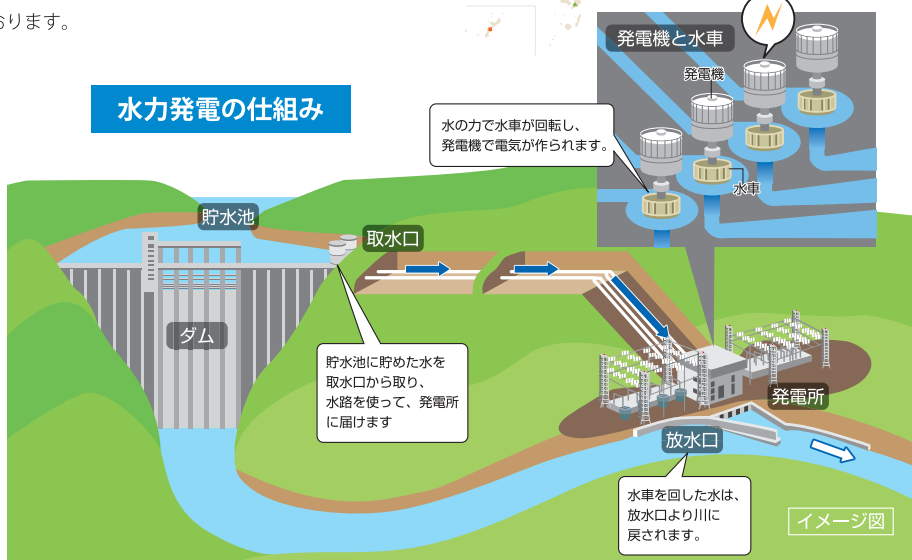 おります。
水力発電の仕組み
発電機と水車
発電機
水の力で水車が回転し、
発電機で電気が作られます。
水車
貯水池
取水口
ダム
貯水池に貯めた水を
取水口から取り、
水路を使って、発電所
に届けます
発電所
放水口
水車を回した水は、
放水口より川に
戻されます。
イメージ図